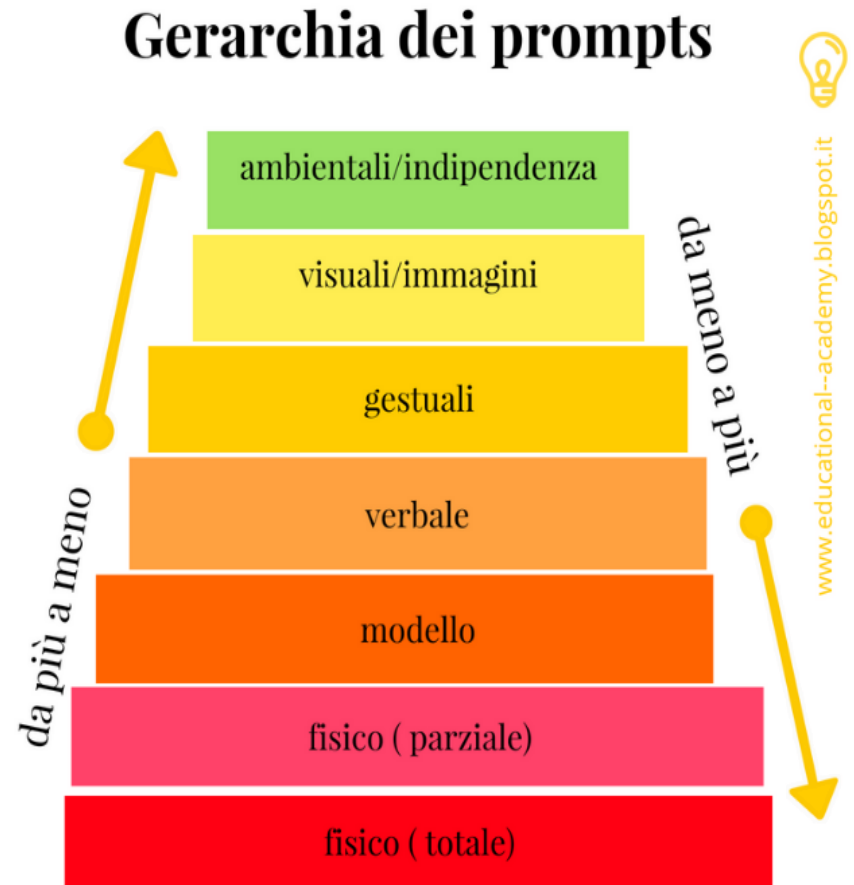 Gerarchia dei prompts
ambientali/indipendenza
visuali/immagini
gestuali
verbale
modello
fisico ( parziale)
fisico ( totale)
da più a meno
da meno a più
www.educational--academy.blogspot.it